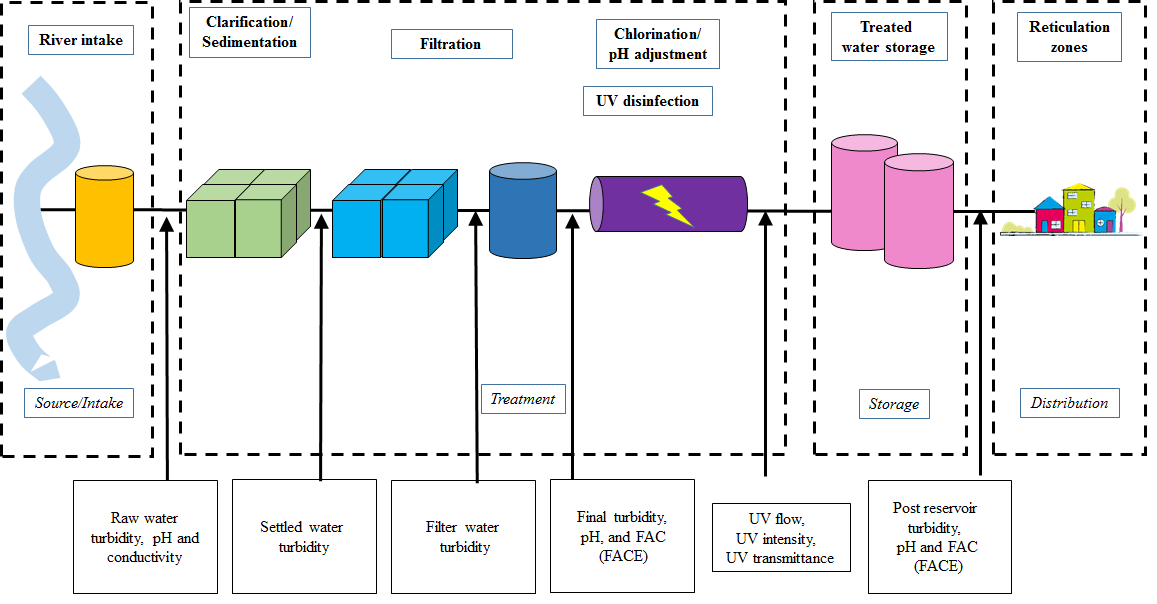 River intake
Clarification/
Sedimentation
Filtration
Chlorination/
pH adjustment
UV disinfection
Treated
water storage
Reticulation
zones
Source/Intake
Treatment
Storage
Distribution
Raw water
turbidity, pH and
conductivity
Settled water
turbidity
Filter water
turbidity
Final turbidity,
pH, and FAC
(FACE)
UV flow,
UV intensity,
UV transmittance
Post reservoir
turbidity,
pH and FAC
(FACE)